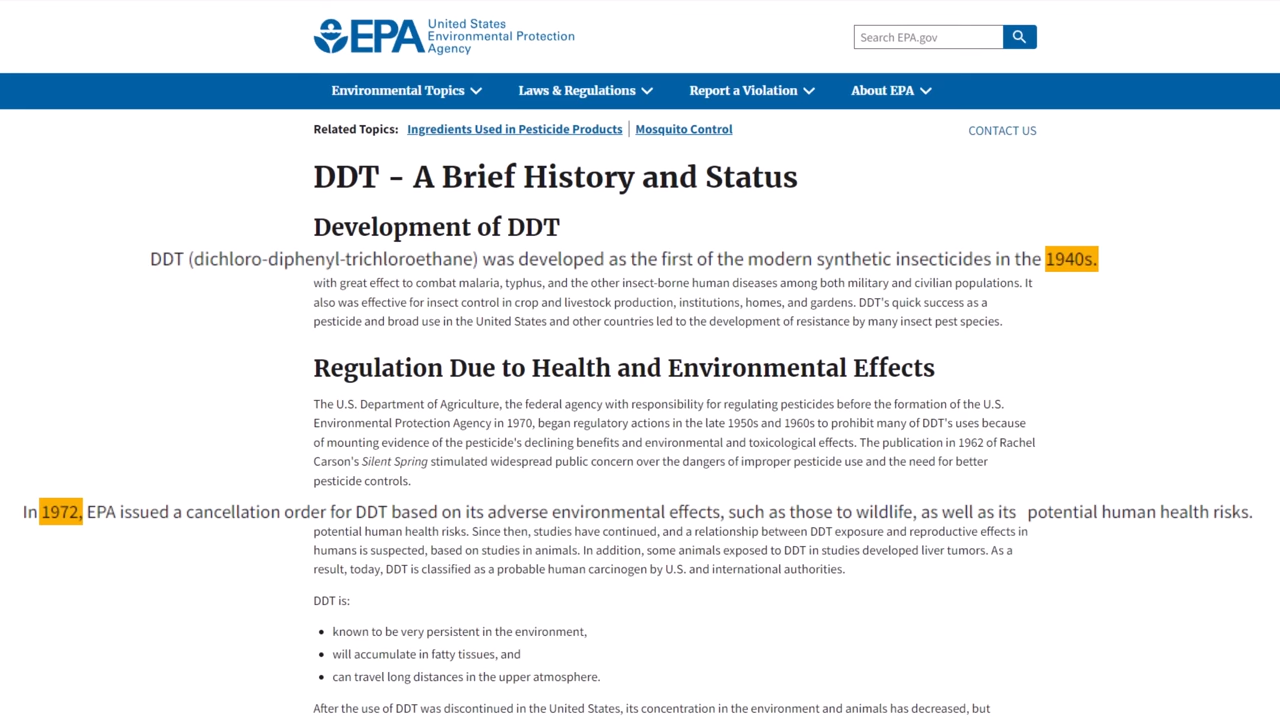 EPA
United States
Environmental Protection
Agency
Search EPA.gov
Environmental Topics
Laws & Regulations
Report a Violation
About EPA
Related Topics: Ingredients Used in Pesticide Products | Mosquito Control
CONTACT US
DDT - A Brief History and Status
Development of DDT
DDT (dichloro-diphenyl-trichloroethane) was developed as the first of the modern synthetic insecticides in the 1940s.
with great effect to combat malaria, typhus, and the other insect-borne human diseases among both military and civilian populations. It
also was effective for insect control in crop and livestock production, institutions, homes, and gardens. DDT's quick success as a
pesticide and broad use in the United States and other countries led to the development of resistance by many insect pest species.
Regulation Due to Health and Environmental Effects
The U.S. Department of Agriculture, the federal agency with responsibility for regulating pesticides before the formation of the U.S.
Environmental Protection Agency in 1970, began regulatory actions in the late 1950s and 1960s to prohibit many of DDT's uses because
of mounting evidence of the pesticide's declining benefits and environmental and toxicological effects. The publication in 1962 of Rachel
Carson's Silent Spring stimulated widespread public concern over the dangers of improper pesticide use and the need for better
pesticide controls.
In 1972, EPA issued a cancellation order for DDT based on its adverse environmental effects, such as those to wildlife, as well as its potential human health risks.
potential human health risks. Since then, studies have continued, and a relationship between DDT exposure and reproductive effects in
humans is suspected, based on studies in animals. In addition, some animals exposed to DDT in studies developed liver tumors. As a
result, today, DDT is classified as a probable human carcinogen by U.S. and international authorities.
DDT is:
• known to be very persistent in the environment,
• will accumulate in fatty tissues, and
• can travel long distances in the upper atmosphere.
After the use of DDT was discontinued in the United States, its concentration in the environment and animals has decreased, but